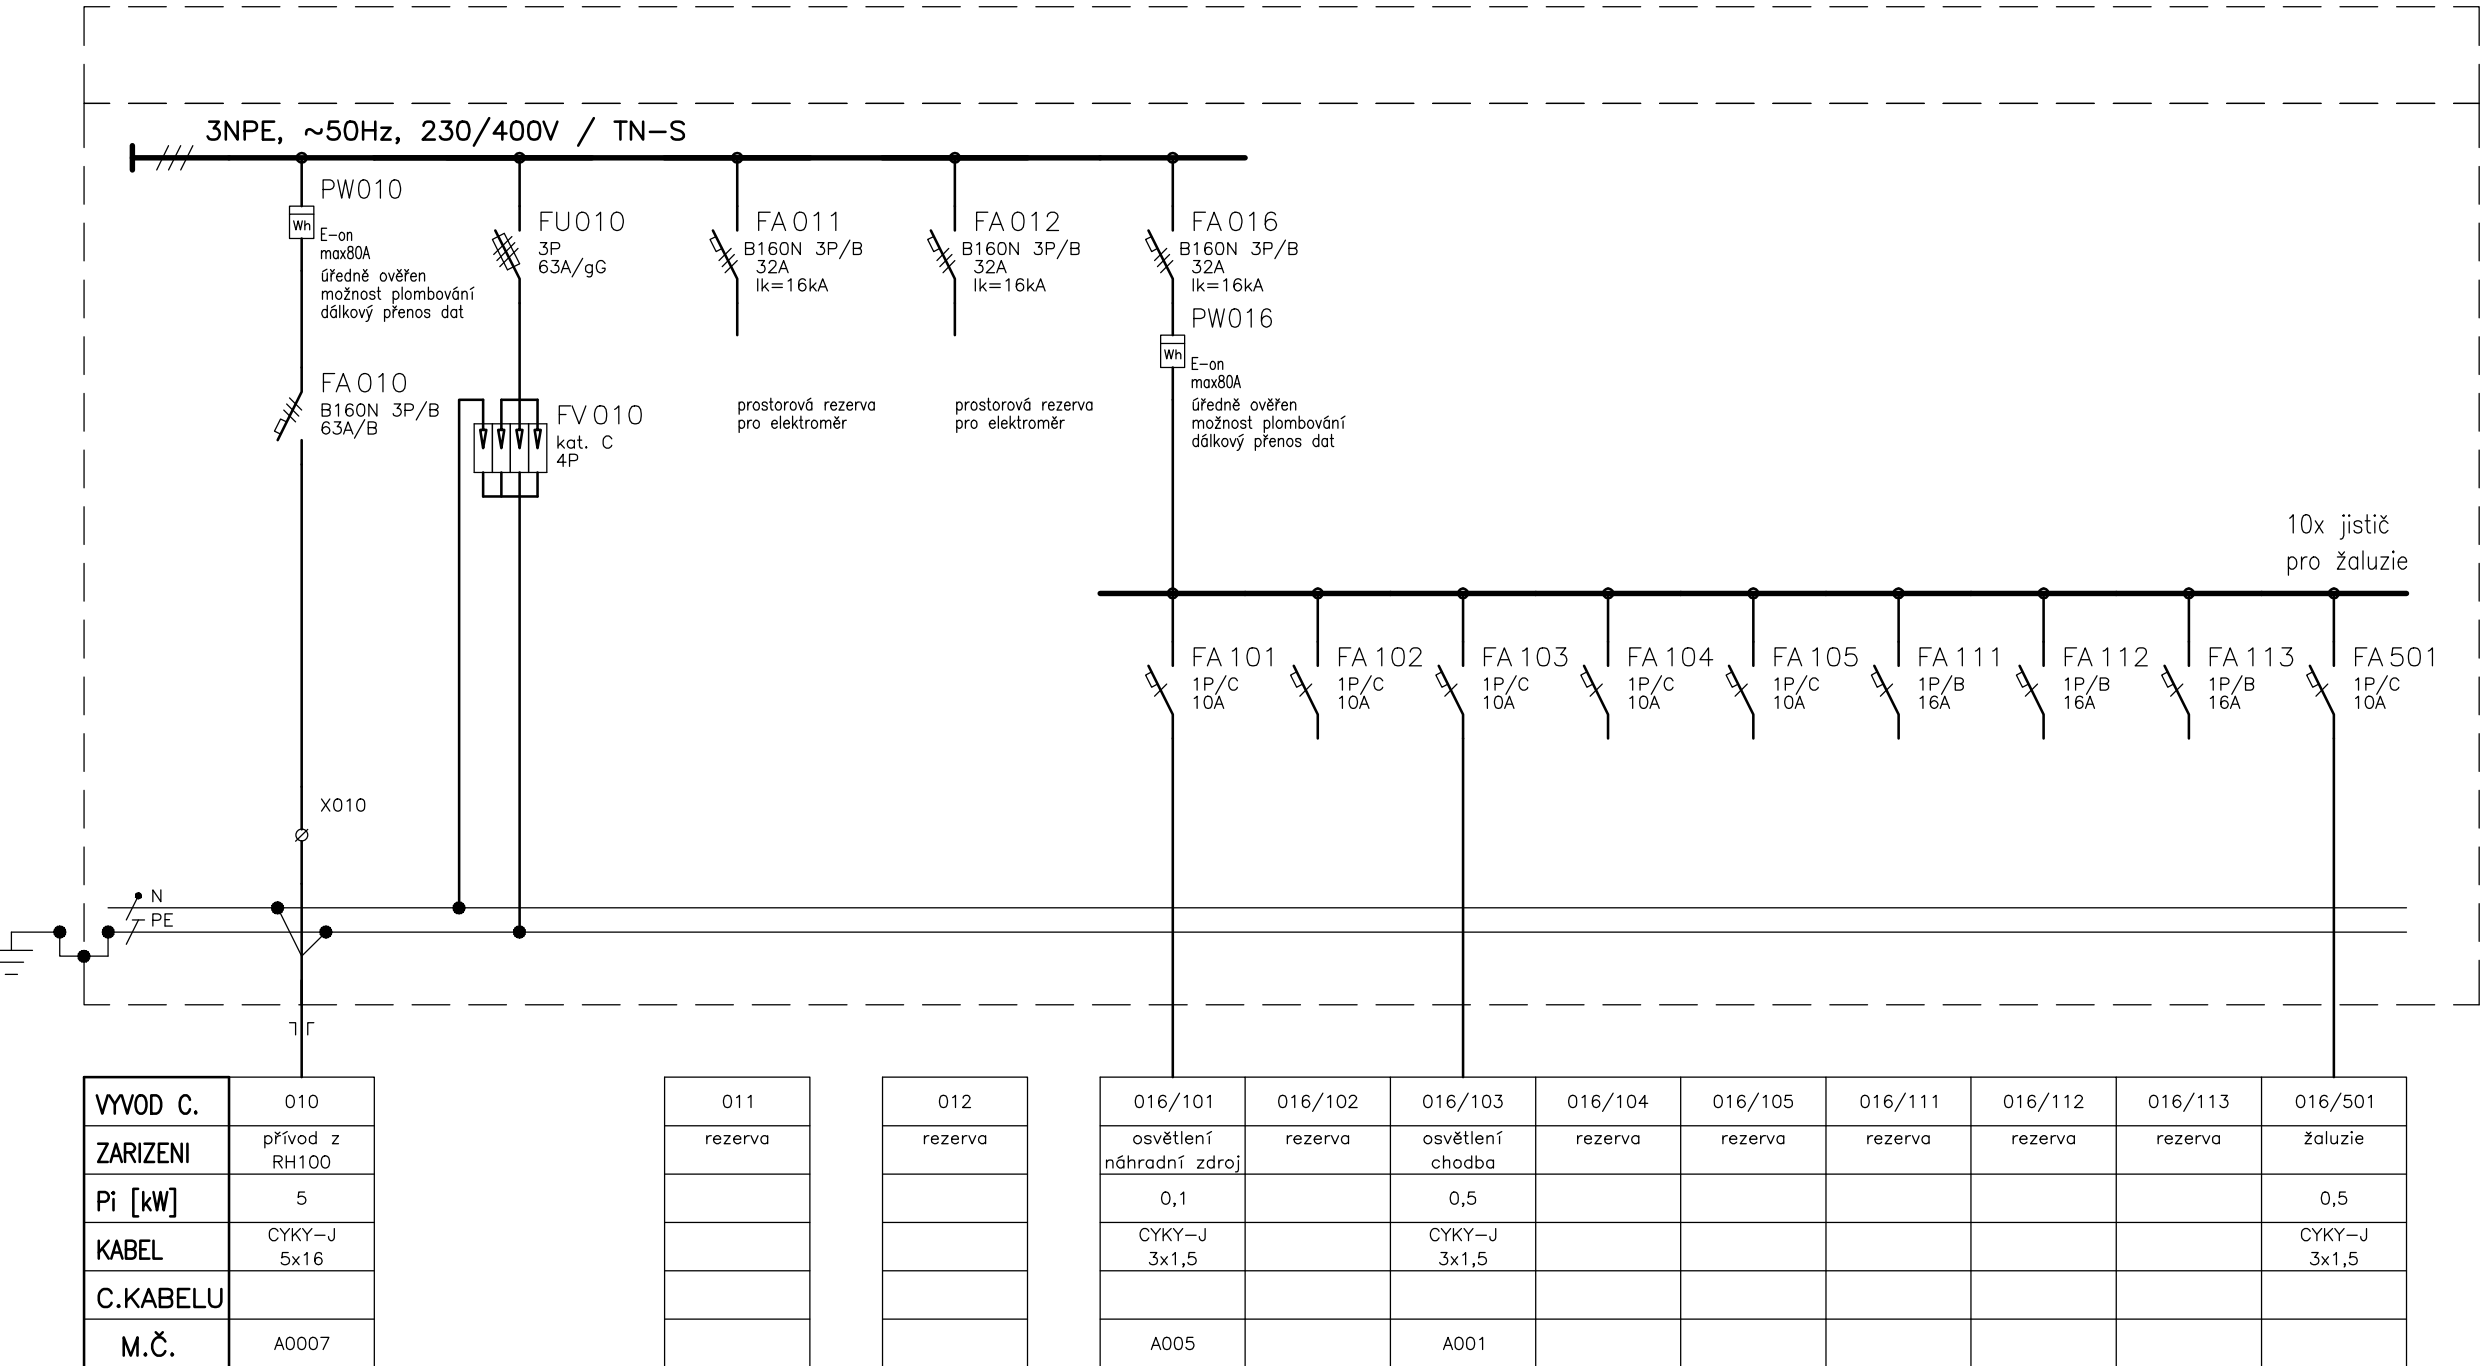 3NPE, ~50Hz, 230/400V / TN-S
PW010
Wh
E-on
max80A
úředně ověřen
možnost plombování
dálkový přenos dat
FA010
B160N 3P/B
63A/B
X010
FU010
3P
63A/gG
FV010
kat. C
4P
FA011
B160N 3P/B
32A
Ik=16kA
prostorová rezerva
pro elektroměr
FA012
B160N 3P/B
32A
Ik=16kA
prostorová rezerva
pro elektroměr
FA016
B160N 3P/B
32A
Ik=16kA
PW016
Wh
E-on
max80A
úředně ověřen
možnost plombování
dálkový přenos dat
10x jistič
pro žaluzie
FA101
1P/C
10A
FA102
1P/C
10A
FA103
1P/C
10A
FA104
1P/C
10A
FA105
1P/C
10A
FA111
1P/B
16A
FA112
1P/B
16A
FA113
1P/B
16A
FA501
1P/C
10A
N
PE
VYVOD C. 010 011 012 016/101 016/102 016/103 016/104 016/105 016/111 016/112 016/113 016/501
ZARIZENI přívod z RH100 rezerva rezerva osvětlení náhradní zdroj rezerva osvětlení chodba rezerva rezerva rezerva rezerva rezerva žaluzie
Pi [kW] 5 0,1 0,5 0,5
KABEL CYKY-J 5x16 CYKY-J 3x1,5 CYKY-J 3x1,5 CYKY-J 3x1,5
C.KABELU
M.Č. A0007 A005 A001